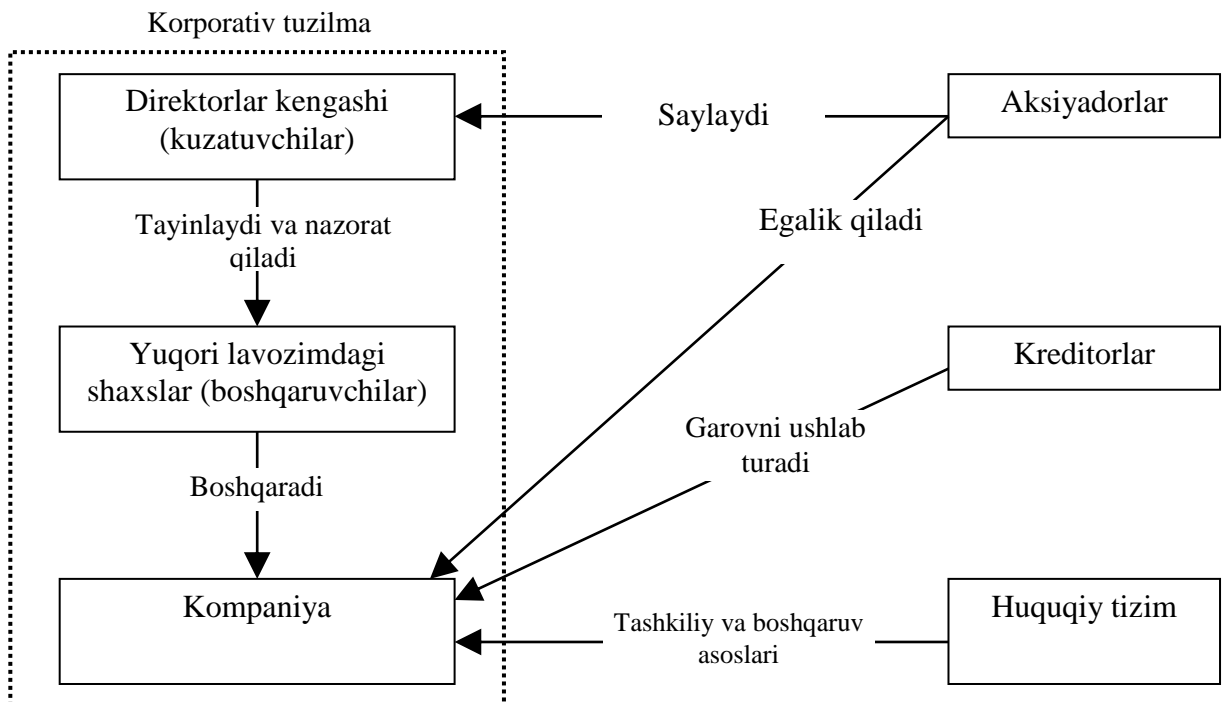 Korporativ tuzilma
Direktorlar kengashi
(kuzatuvchilar)
Saylaydi
Aksiyadorlar
Tayinlaydi va nazorat
qiladi
Egalik qiladi
Yuqori lavozimdagi
shaxslar (boshqaruvchilar)
Kreditorlar
Garovni ushlab
turadi
Boshqaradi
Kompaniya
Tashkiliy va boshqaruv
asoslari
Huquqiy tizim